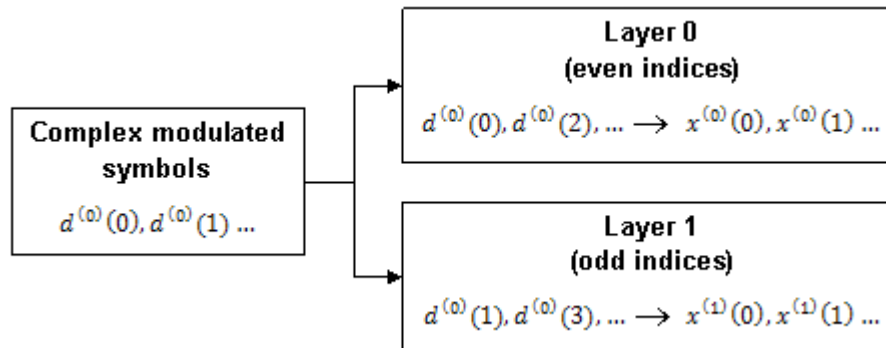 Complex modulated
symbols
d⁽⁰⁾(0), d⁽⁰⁾(1) ...
Layer 0
(even indices)
d⁽⁰⁾(0), d⁽⁰⁾(2), ... → x⁽⁰⁾(0), x⁽⁰⁾(1) ...
Layer 1
(odd indices)
d⁽⁰⁾(1), d⁽⁰⁾(3), ... → x⁽¹⁾(0), x⁽¹⁾(1) ...